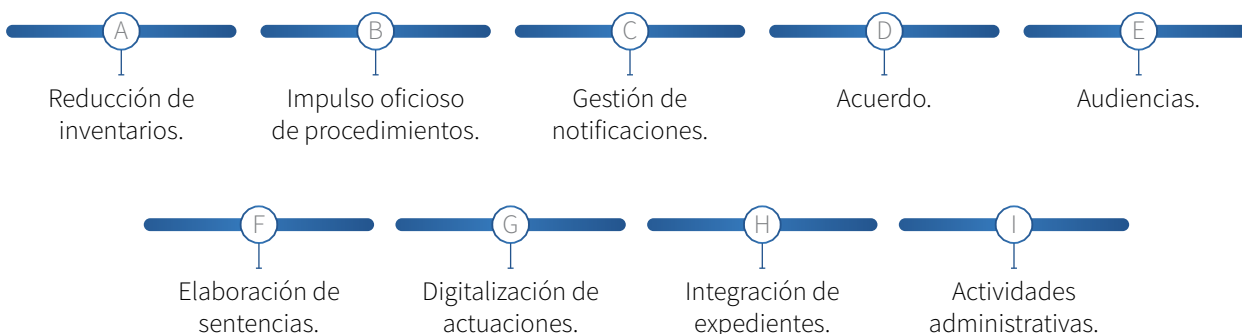 A
B
C
D
E
Reducción de
inventarios.
Impulso oficioso
de procedimientos.
Gestión de
notificaciones.
Acuerdo.
Audiencias.
F
G
H
I
Elaboración de
sentencias.
Digitalización de
actuaciones.
Integración de
expedientes.
Actividades
administrativas.